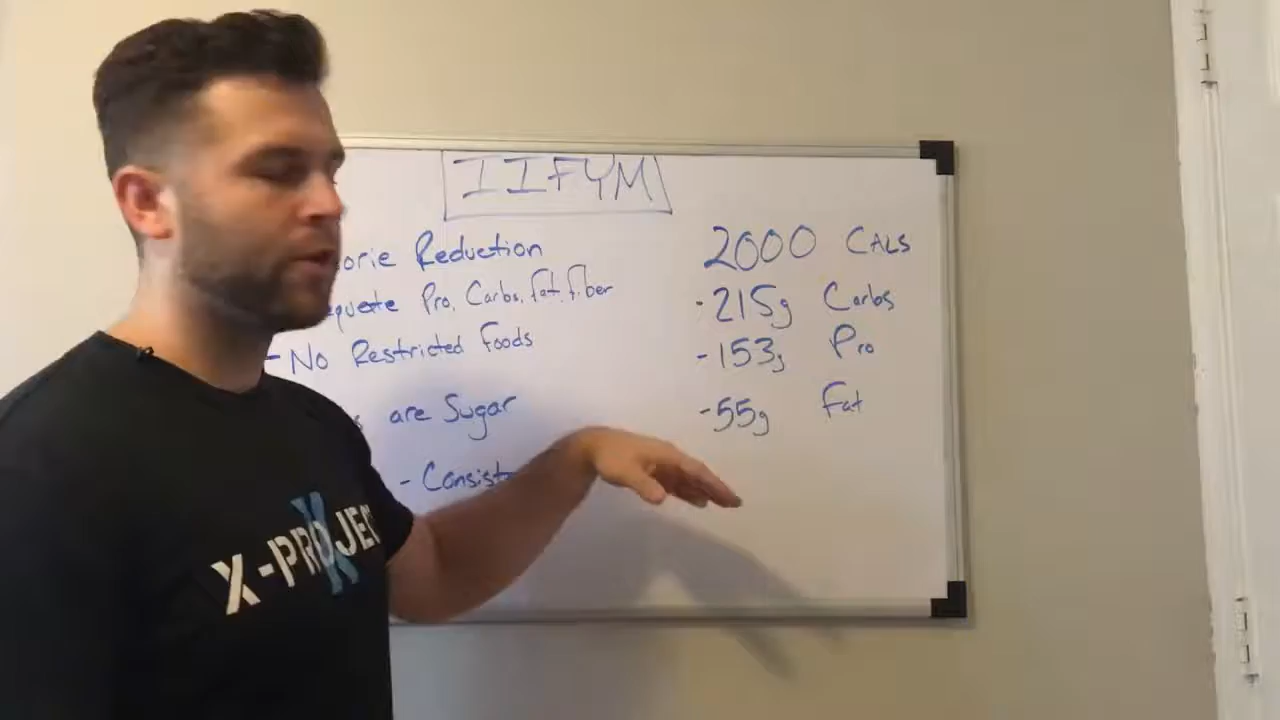 IIFYM
orie Reduction
equate Pro, Carbs, fat, fiber
- No Restricted Foods
s are Sugar
- Consist
2000 CALS
- 215g Carbs
- 153g Pro
- 55g Fat
X-PROJEC